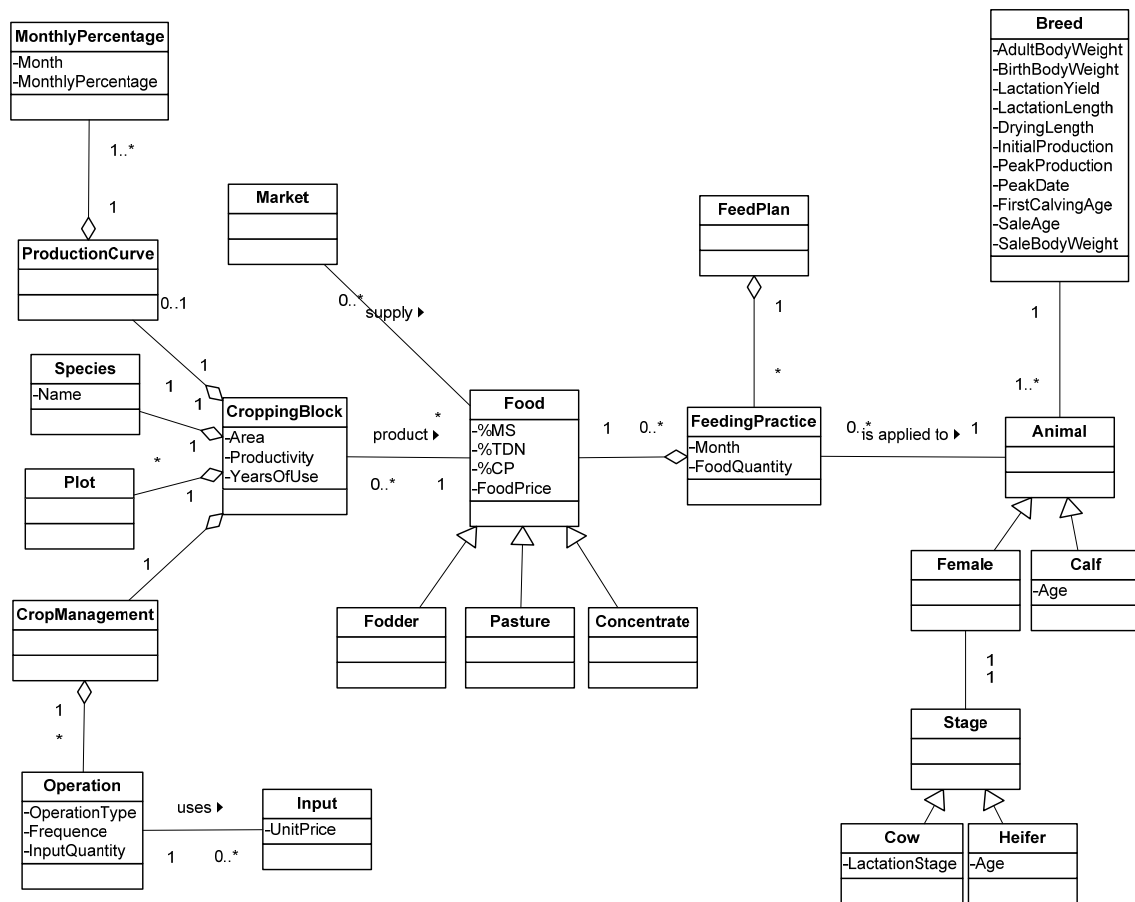 MonthlyPercentage
-Month
-MonthlyPercentage
1..*
1
ProductionCurve
0..1
1
Species
-Name
1
1
Plot
*
1
CroppingBlock
-Area
-Productivity
-YearsOfUse
1
1
CropManagement
1
*
Operation
-OperationType
-Frequence
-InputQuantity
uses
1
0..*
Input
-UnitPrice
Market
0..*
supply
*
product
0..*
1
Food
-%MS
-%TDN
-%CP
-FoodPrice
Fodder
Pasture
Concentrate
1
0..*
FeedPlan
1
*
FeedingPractice
-Month
-FoodQuantity
0..*
is applied to
1
Breed
-AdultBodyWeight
-BirthBodyWeight
-LactationYield
-LactationLength
-DryingLength
-InitialProduction
-PeakProduction
-PeakDate
-FirstCalvingAge
-SaleAge
-SaleBodyWeight
1
1..*
Animal
Female
Calf
-Age
1
1
Stage
Cow
-LactationStage
Heifer
-Age